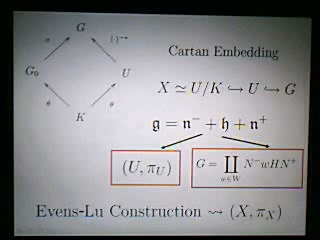 G
G₀ U
K
Cartan Embedding
X ≃ U/K ↪ U ↪ G
𝔤 = 𝔫⁻ + 𝔥 + 𝔫⁺
(U, π_U)
G = ∐_{w∈W} N⁻wHN⁺
Evens-Lu Construction ⇝ (X, π_X)